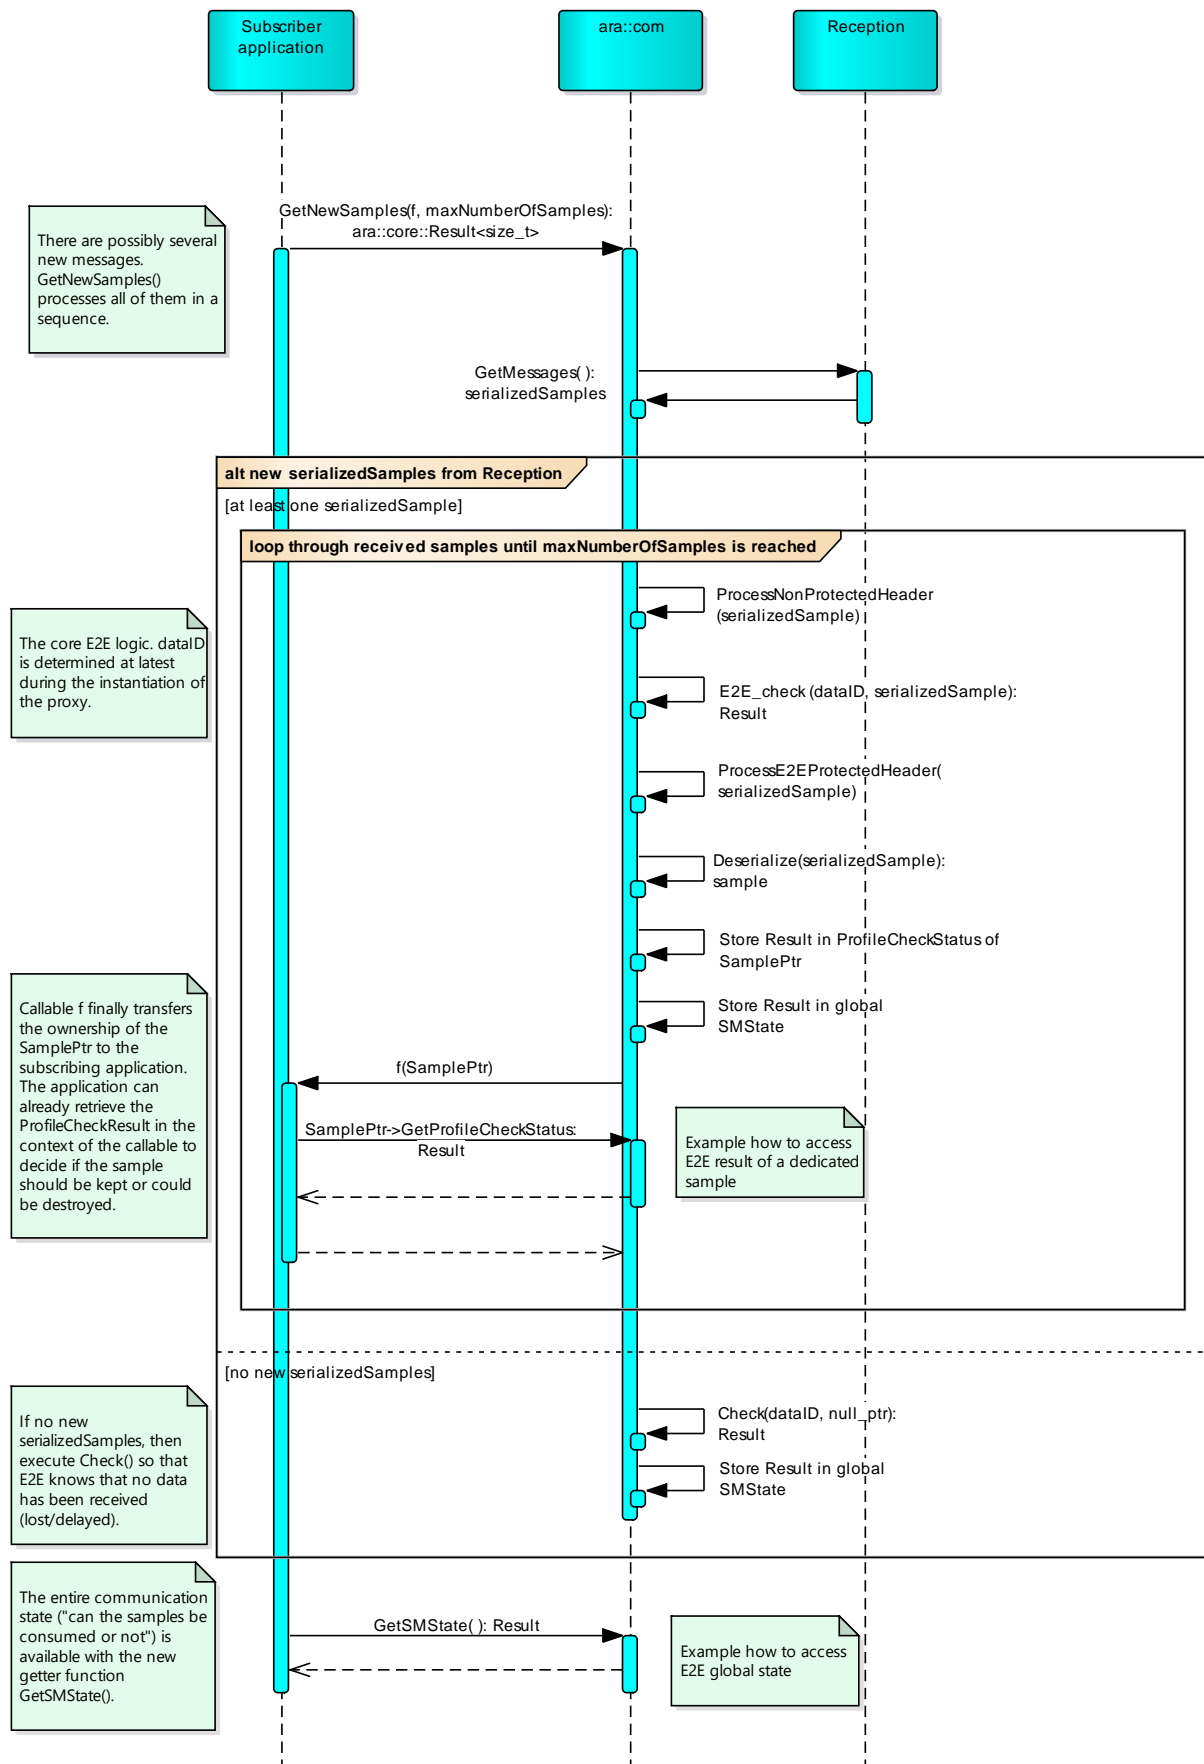 Subscriber
application
ara::com
Reception
GetNewSamples(f, maxNumberOfSamples):
ara::core::Result<size_t>
There are possibly several
new messages.
GetNewSamples()
processes all of them in a
sequence.
GetMessages( ):
serializedSamples
alt new serializedSamples from Reception
[at least one serializedSample]
loop through received samples until maxNumberOfSamples is reached
ProcessNonProtectedHeader
(serializedSample)
The core E2E logic. dataID
is determined at latest
during the instantiation of
the proxy.
E2E_check (dataID, serializedSample):
Result
ProcessE2EProtectedHeader(
serializedSample)
Deserialize(serializedSample):
sample
Store Result in ProfileCheckStatus of
SamplePtr
Callable f finally transfers
the ownership of the
SamplePtr to the
subscribing application.
The application can
already retrieve the
ProfileCheckResult in the
context of the callable to
decide if the sample
should be kept or could
be destroyed.
Store Result in global
SMState
f(SamplePtr)
SamplePtr->GetProfileCheckStatus:
Result
Example how to access
E2E result of a dedicated
sample
[no new serializedSamples]
If no new
serializedSamples, then
execute Check() so that
E2E knows that no data
has been received
(lost/delayed).
Check(dataID, null_ptr):
Result
Store Result in global
SMState
The entire communication
state ("can the samples be
consumed or not") is
available with the new
getter function
GetSMState().
GetSMState( ): Result
Example how to access
E2E global state